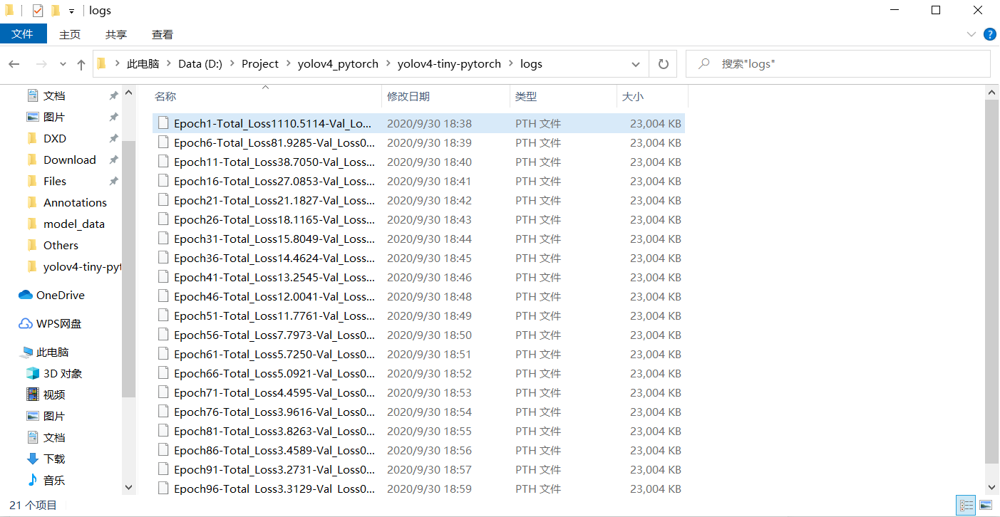 logs
文件 主页 共享 查看
此电脑 Data (D:) Project yolov4_pytorch yolov4-tiny-pytorch logs 搜索"logs"
文档
图片
DXD
Download
Files
Annotations
model_data
Others
yolov4-tiny-pyt
OneDrive
WPS网盘
此电脑
3D 对象
视频
图片
文档
下载
音乐
名称 修改日期 类型 大小
Epoch1-Total_Loss1110.5114-Val_Lo... 2020/9/30 18:38 PTH 文件 23,004 KB
Epoch6-Total_Loss81.9285-Val_Loss0... 2020/9/30 18:39 PTH 文件 23,004 KB
Epoch11-Total_Loss38.7050-Val_Loss... 2020/9/30 18:40 PTH 文件 23,004 KB
Epoch16-Total_Loss27.0853-Val_Loss... 2020/9/30 18:41 PTH 文件 23,004 KB
Epoch21-Total_Loss21.1827-Val_Loss... 2020/9/30 18:42 PTH 文件 23,004 KB
Epoch26-Total_Loss18.1165-Val_Loss... 2020/9/30 18:43 PTH 文件 23,004 KB
Epoch31-Total_Loss15.8049-Val_Loss... 2020/9/30 18:44 PTH 文件 23,004 KB
Epoch36-Total_Loss14.4624-Val_Loss... 2020/9/30 18:45 PTH 文件 23,004 KB
Epoch41-Total_Loss13.2545-Val_Loss... 2020/9/30 18:46 PTH 文件 23,004 KB
Epoch46-Total_Loss12.0041-Val_Loss... 2020/9/30 18:48 PTH 文件 23,004 KB
Epoch51-Total_Loss11.7761-Val_Loss... 2020/9/30 18:49 PTH 文件 23,004 KB
Epoch56-Total_Loss7.7973-Val_Loss0... 2020/9/30 18:50 PTH 文件 23,004 KB
Epoch61-Total_Loss5.7250-Val_Loss0... 2020/9/30 18:51 PTH 文件 23,004 KB
Epoch66-Total_Loss5.0921-Val_Loss0... 2020/9/30 18:52 PTH 文件 23,004 KB
Epoch71-Total_Loss4.4595-Val_Loss0... 2020/9/30 18:53 PTH 文件 23,004 KB
Epoch76-Total_Loss3.9616-Val_Loss0... 2020/9/30 18:54 PTH 文件 23,004 KB
Epoch81-Total_Loss3.8263-Val_Loss0... 2020/9/30 18:55 PTH 文件 23,004 KB
Epoch86-Total_Loss3.4589-Val_Loss0... 2020/9/30 18:56 PTH 文件 23,004 KB
Epoch91-Total_Loss3.2731-Val_Loss0... 2020/9/30 18:57 PTH 文件 23,004 KB
Epoch96-Total_Loss3.3129-Val_Loss0... 2020/9/30 18:59 PTH 文件 23,004 KB
21 个项目